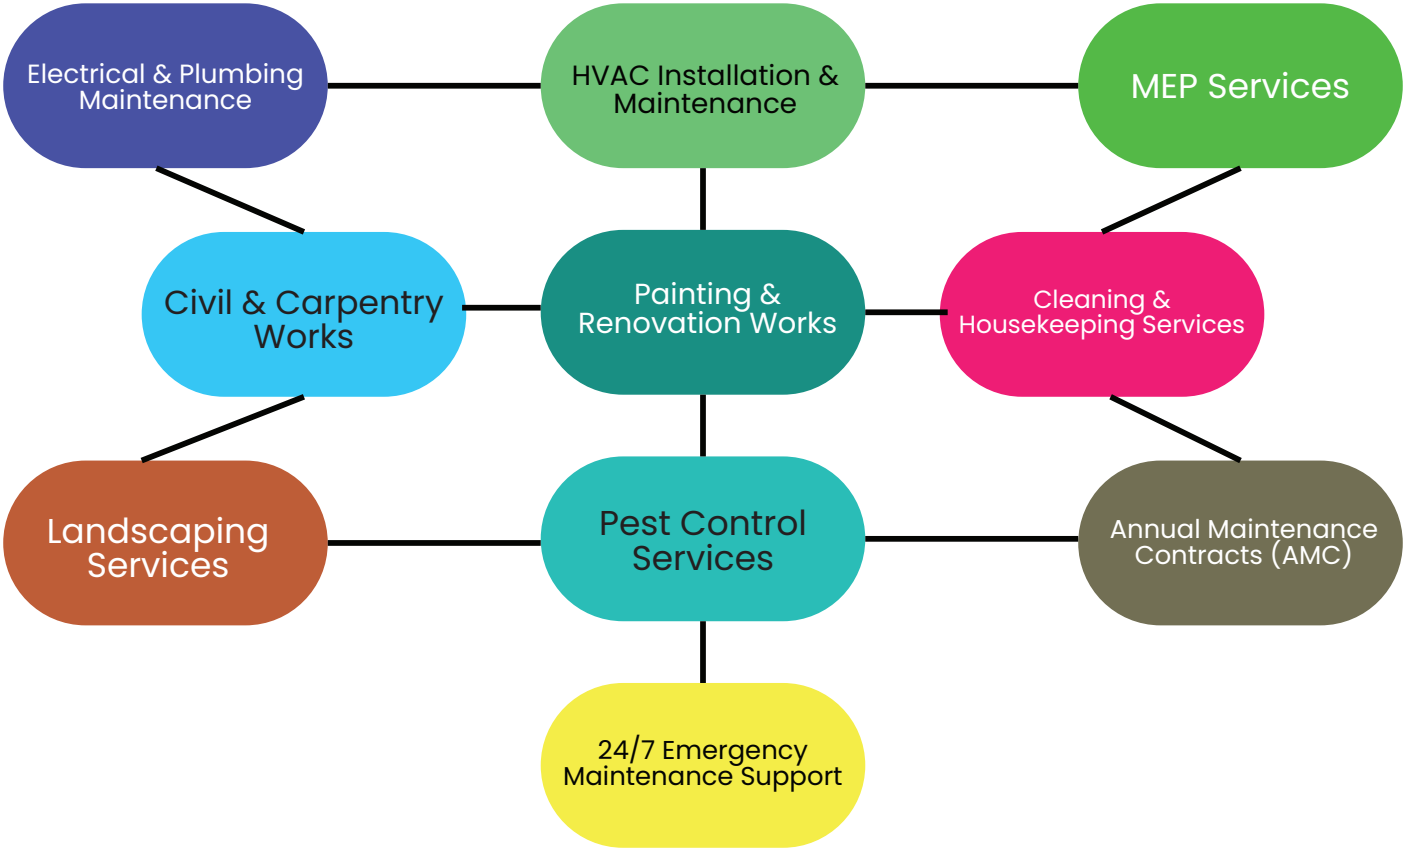 Electrical & Plumbing
Maintenance
HVAC Installation &
Maintenance
MEP Services
Civil & Carpentry
Works
Painting &
Renovation Works
Cleaning &
Housekeeping Services
Landscaping
Services
Pest Control
Services
Annual Maintenance
Contracts (AMC)
24/7 Emergency
Maintenance Support